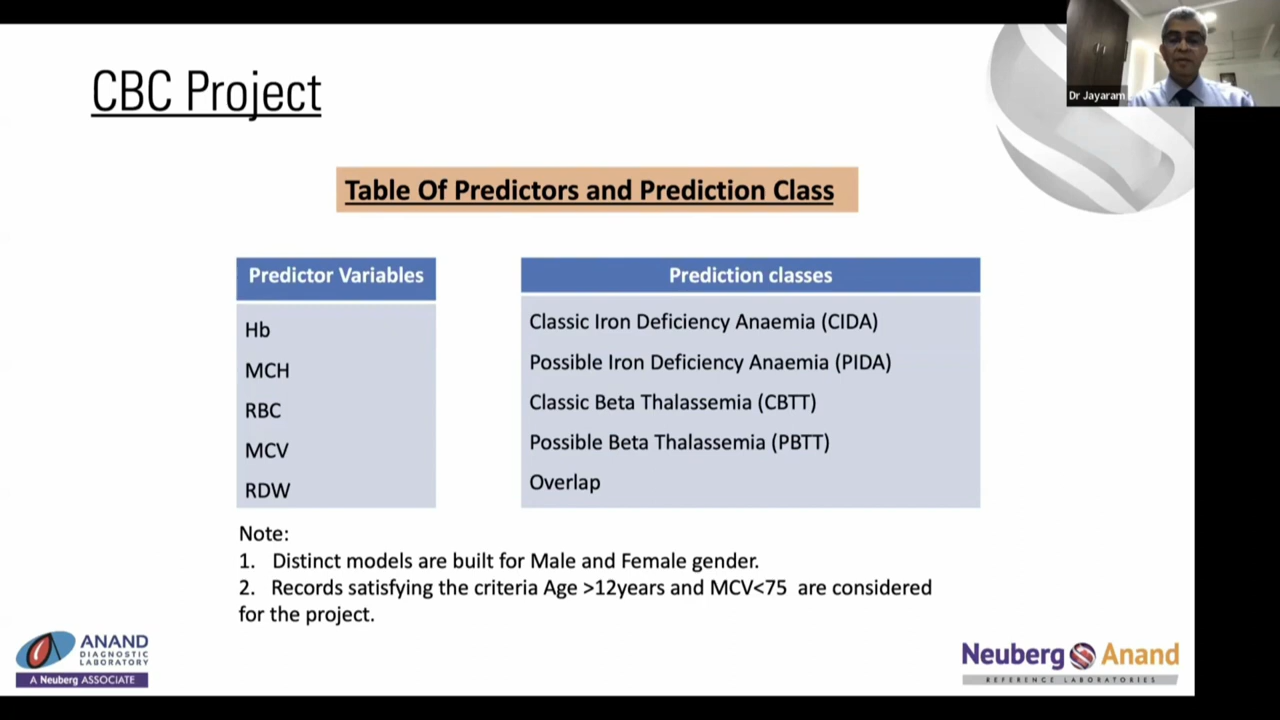 Dr Jayaram
CBC Project
Table Of Predictors and Prediction Class
Predictor Variables
Hb
MCH
RBC
MCV
RDW
Prediction classes
Classic Iron Deficiency Anaemia (CIDA)
Possible Iron Deficiency Anaemia (PIDA)
Classic Beta Thalassemia (CBTT)
Possible Beta Thalassemia (PBTT)
Overlap
Note:
1. Distinct models are built for Male and Female gender.
2. Records satisfying the criteria Age >12years and MCV<75 are considered
for the project.
ANAND
DIAGNOSTIC
LABORATORY
A Neuberg ASSOCIATE
Neuberg Anand
REFERENCE LABORATORIES